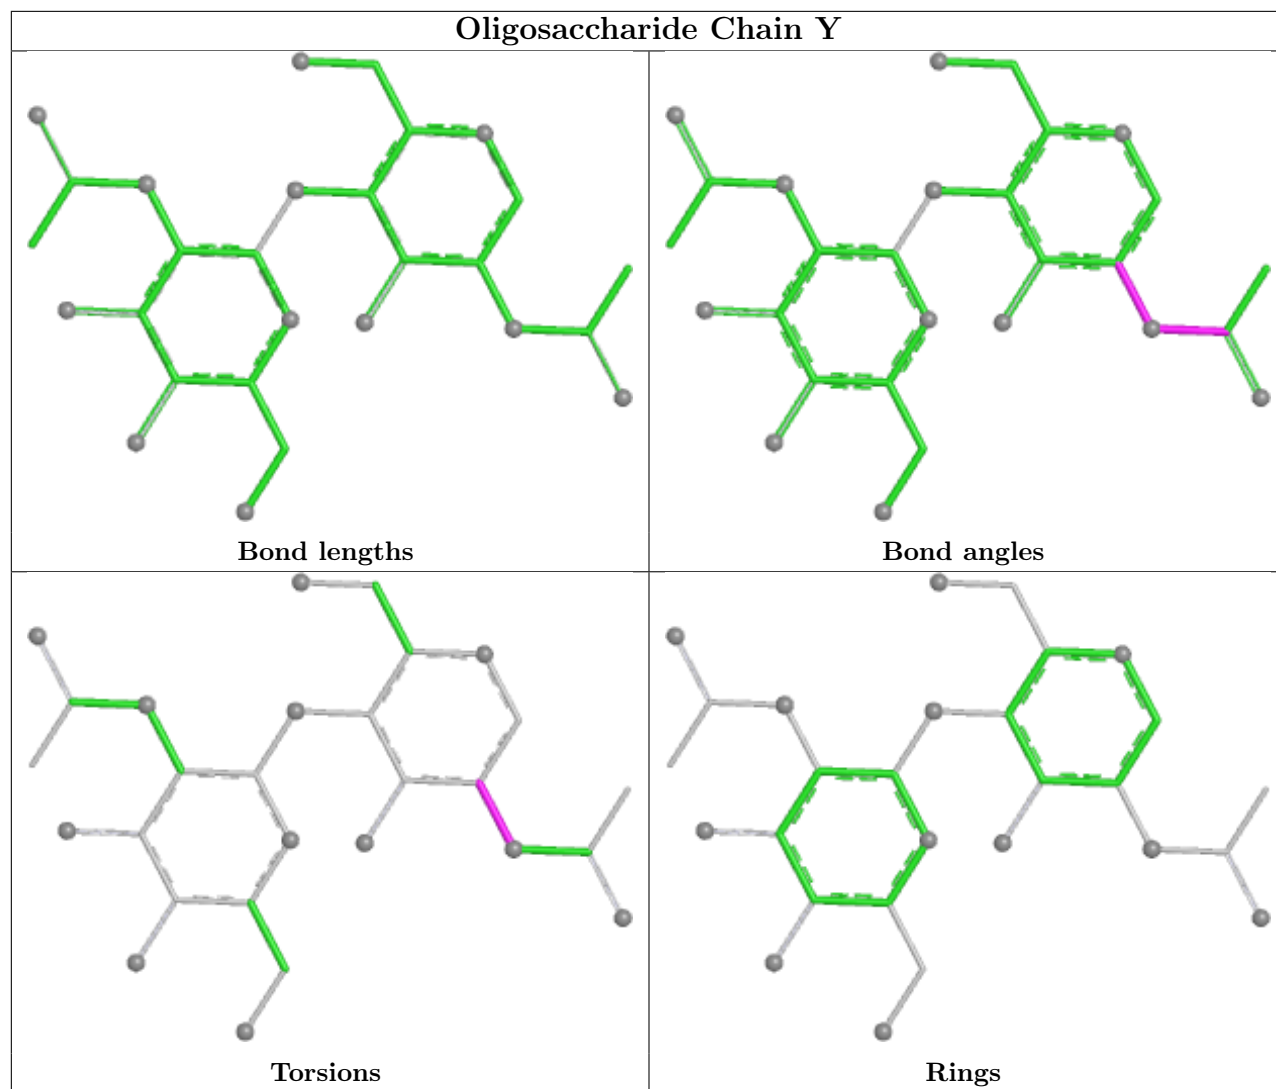 Oligosaccharide Chain Y
Bond lengths
Bond angles
Torsions
Rings